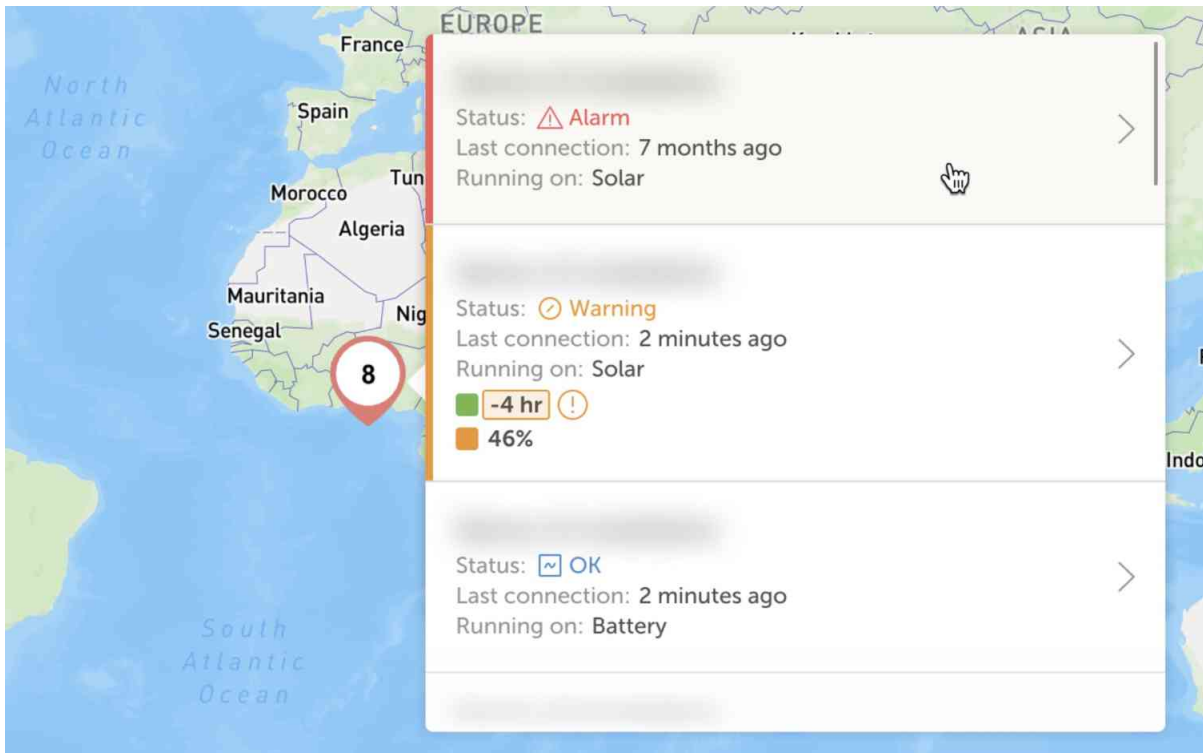 EUROPE
France
North
Atlantic
Ocean
Spain
Morocco
Tun
Algeria
Mauritania
Nig
Senegal
8
South
Atlantic
Ocean
Status: Alarm
Last connection: 7 months ago
Running on: Solar
Status: Warning
Last connection: 2 minutes ago
Running on: Solar
-4 hr
46%
Status: OK
Last connection: 2 minutes ago
Running on: Battery
Indo